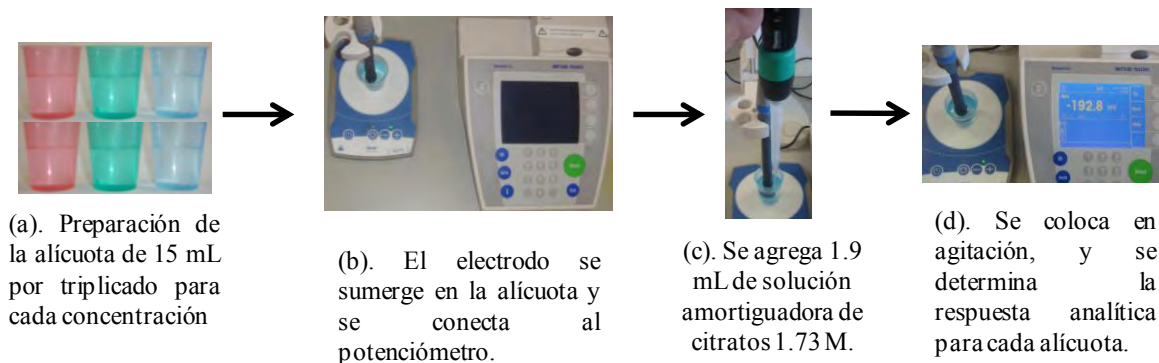 (a). Preparación de
la alícuota de 15 mL
por triplicado para
cada concentración
(b). El electrodo se
sumerge en la alícuota y
se conecta al
potenciómetro.
(c). Se agrega 1.9
mL de solución
amortiguadora de
citratos 1.73 M.
-192.8 mV
(d). Se coloca en
agitación, y se
determina la
respuesta analítica
para cada alícuota.